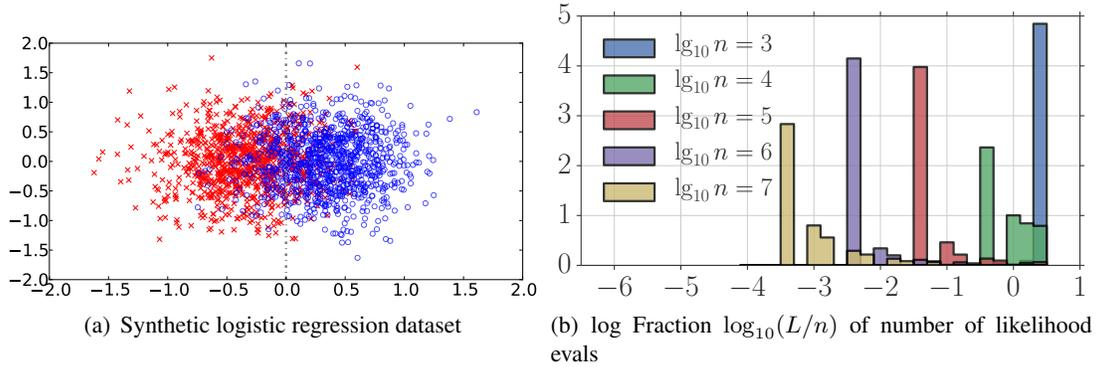 2.0
1.5
1.0
0.5
0.0
−0.5
−1.0
−1.5
−2.0
−2.0 −1.5 −1.0 −0.5 0.0 0.5 1.0 1.5 2.0
(a) Synthetic logistic regression dataset
5
4
3
2
1
0
lg₁₀ n = 3
lg₁₀ n = 4
lg₁₀ n = 5
lg₁₀ n = 6
lg₁₀ n = 7
−6 −5 −4 −3 −2 −1 0 1
(b) log Fraction log₁₀(L/n) of number of likelihood
evals